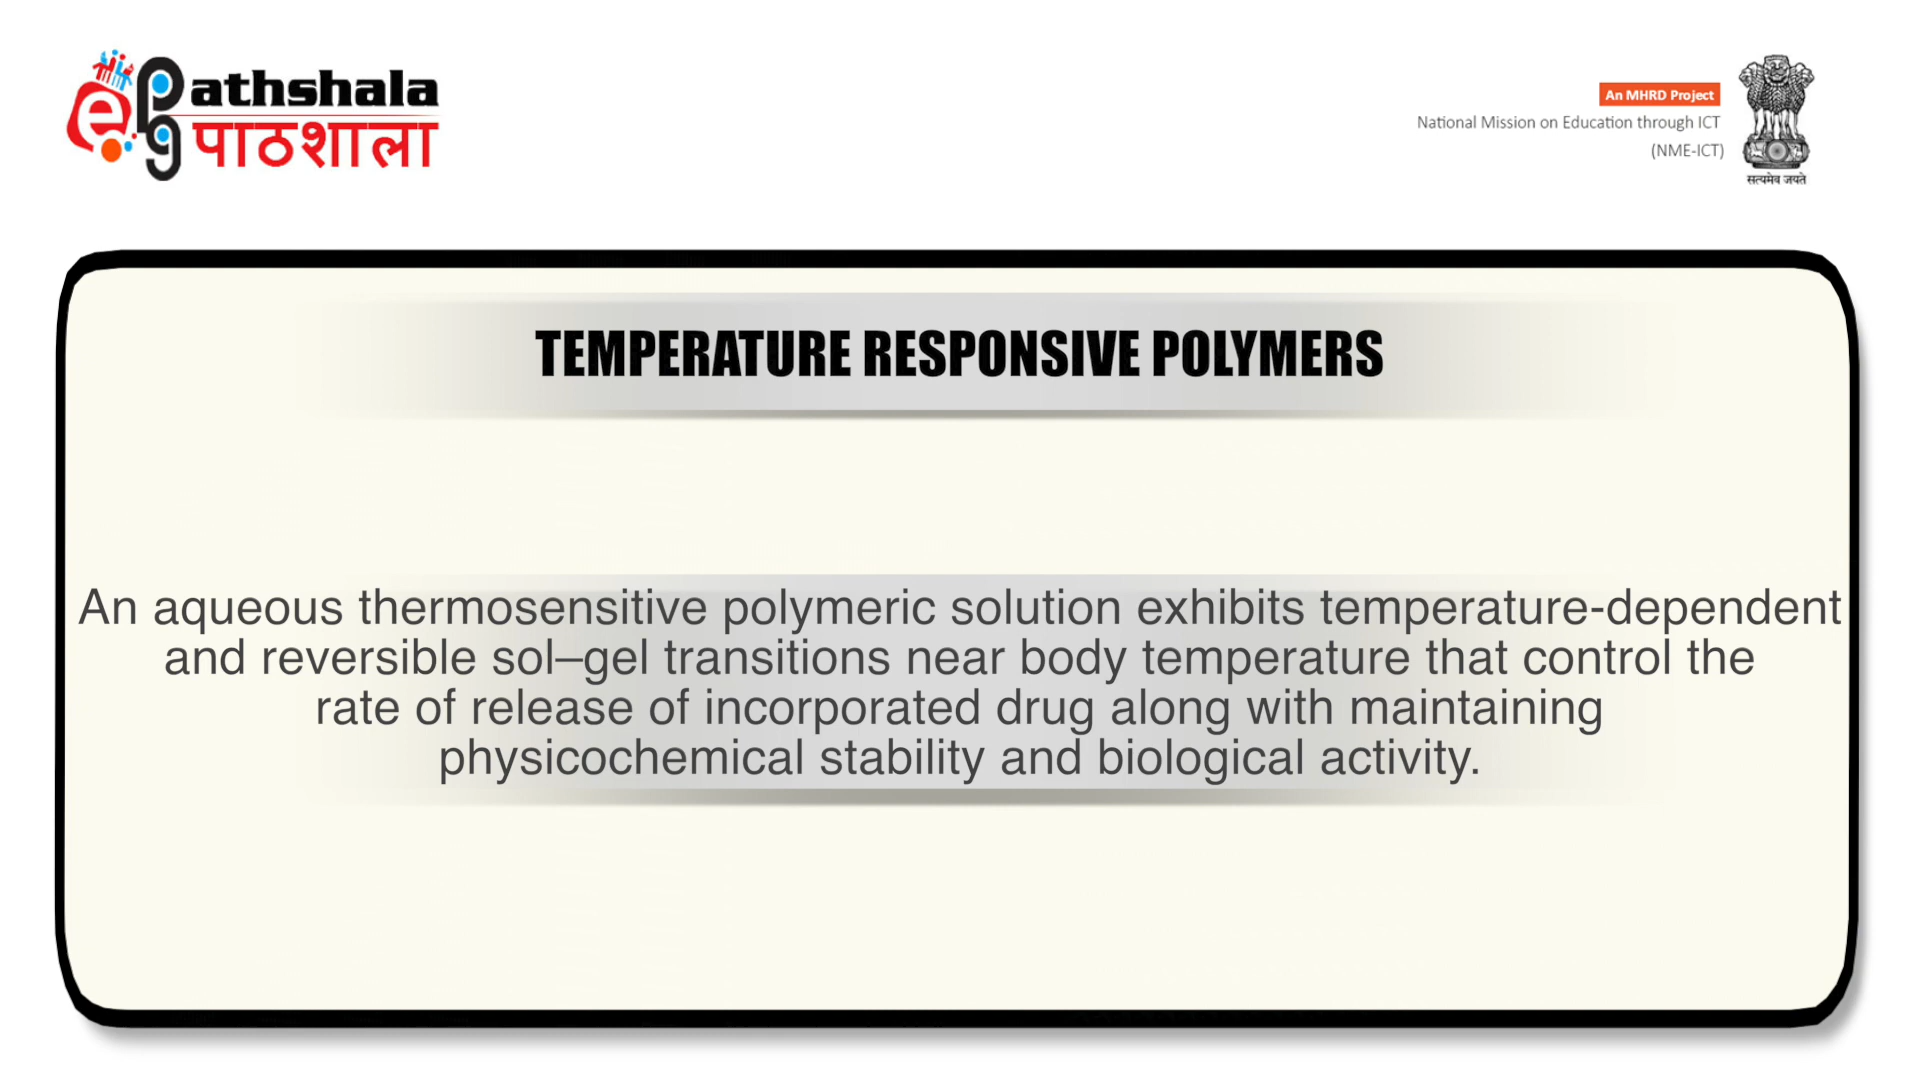 e Pg Pathshala
पाठशाला
An MHRD Project
National Mission on Education through ICT
(NME-ICT)
सत्यमेव जयते
TEMPERATURE RESPONSIVE POLYMERS
An aqueous thermosensitive polymeric solution exhibits temperature-dependent
and reversible sol–gel transitions near body temperature that control the
rate of release of incorporated drug along with maintaining
physicochemical stability and biological activity.